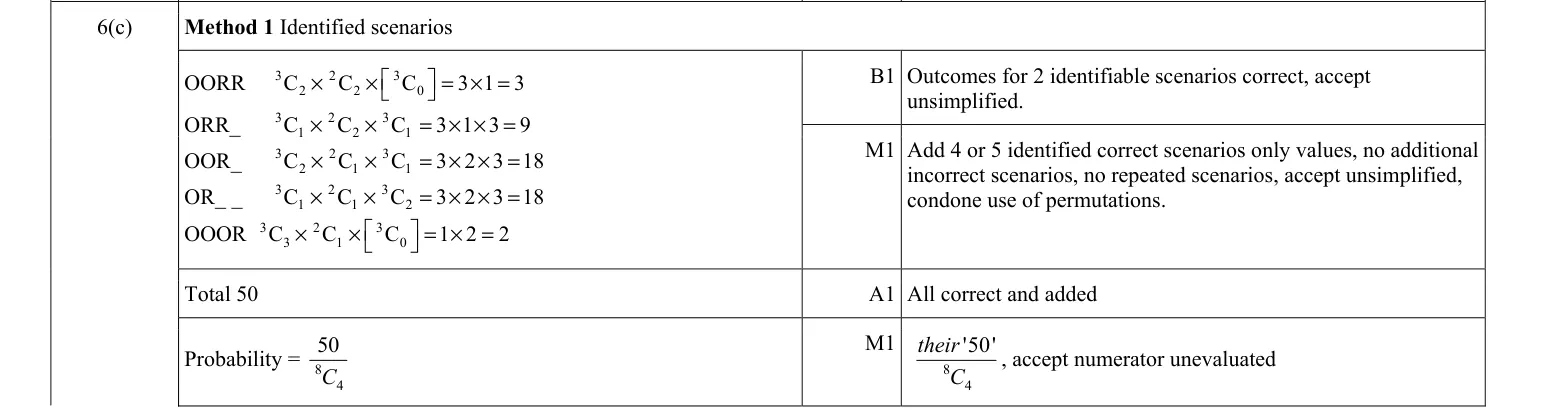 6(c) Method 1 Identified scenarios
OORR ³C₂ × ²C₂ × [³C₀] = 3 × 1 = 3
B1 Outcomes for 2 identifiable scenarios correct, accept
unsimplified.
ORR_ ³C₁ × ²C₂ × ³C₁ = 3 × 1 × 3 = 9
OOR_ ³C₂ × ²C₁ × ³C₁ = 3 × 2 × 3 = 18
OR_ _ ³C₁ × ²C₁ × ³C₂ = 3 × 2 × 3 = 18
OOOR ³C₃ × ²C₁ × [³C₀] = 1 × 2 = 2
M1 Add 4 or 5 identified correct scenarios only values, no additional
incorrect scenarios, no repeated scenarios, accept unsimplified,
condone use of permutations.
Total 50 A1 All correct and added
Probability = 50/⁸C₄ M1 their '50'/⁸C₄ , accept numerator unevaluated